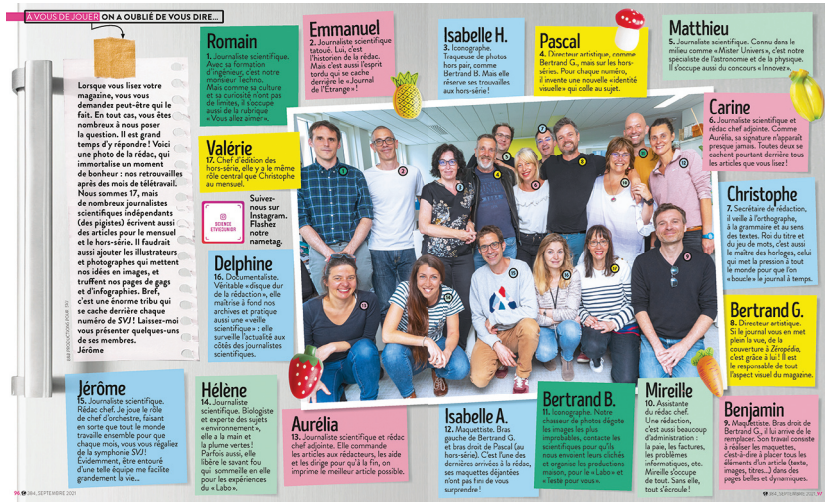 À VOUS DE JOUER ON A OUBLIÉ DE VOUS DIRE...
Lorsque vous lisez votre
magazine, vous vous
demandez peut-être qui le
fait. En tout cas, vous êtes
nombreux à nous poser
la question. Il est grand
temps d'y répondre ! Voici
une photo de la rédac, qui
immortalise un moment
de bonheur : nos retrouvailles
après des mois de télétravail.
Nous sommes 17, mais
de nombreux journalistes
scientifiques indépendants
(des pigistes) écrivent aussi
des articles pour le mensuel
et le hors-série. Il faudrait
aussi ajouter les illustrateurs
et photographes qui mettent
nos idées en images, et
truffent nos pages de gags
et d'infographies. Bref,
c'est une énorme tribu qui
se cache derrière chaque
numéro de SVJ ! Laissez-moi
vous présenter quelques-uns
de ses membres.
Jérôme
Romain
1. Journaliste scientifique.
Avec sa formation
d'ingénieur, c'est notre
monsieur Techno.
Mais comme sa culture
et sa curiosité n'ont pas
de limites, il s'occupe
aussi de la rubrique
« Vous allez aimer ».
Emmanuel
2. Journaliste scientifique
tatoué. Lui, c'est
l'historien de la rédac.
Mais c'est aussi l'esprit
tordu qui se cache
derrière le « Journal
de l'Étrange » !
Isabelle H.
3. Iconographe.
Traqueuse de photos
hors pair, comme
Bertrand B. Mais elle
réserve ses trouvailles
aux hors-série !
Pascal
4. Directeur artistique, comme
Bertrand G., mais sur les hors-
séries. Pour chaque numéro,
il invente une nouvelle « identité
visuelle » qui colle au sujet.
Matthieu
5. Journaliste scientifique. Connu dans le
milieu comme « Mister Univers », c'est notre
spécialiste de l'astronomie et de la physique.
Il s'occupe aussi du concours « Innovez ».
Carine
6. Journaliste scientifique et
rédac chef adjointe. Comme
Aurélia, sa signature n'apparaît
presque jamais. Toutes deux se
cachent pourtant derrière tous
les articles que vous lisez !
Christophe
7. Secrétaire de rédaction,
il veille à l'orthographe,
à la grammaire et au sens
des textes. Roi du titre et
du jeu de mots, c'est aussi
le maître des horloges, celui
qui met la pression à tout
le monde pour que l'on
« boucle » le journal à temps.
Bertrand G.
8. Directeur artistique.
Si le journal vous en met
plein la vue, de la
couverture à Zéropédia,
c'est grâce à lui ! Il est
le responsable de tout
l'aspect visuel du magazine.
Benjamin
9. Maquettiste. Bras droit de
Bertrand G., il lui arrive de le
remplacer. Son travail consiste
à réaliser les maquettes,
c'est-à-dire à placer tous les
éléments d'un article (texte,
images, titres...) dans des
pages belles et dynamiques.
Mireille
10. Assistante
du rédac chef.
Une rédaction,
c'est aussi beaucoup
d'administration :
la paie, les factures,
les problèmes
informatiques, etc.
Mireille s'occupe
de tout. Sans elle,
tout s'écroule !
Bertrand B.
11. Iconographe. Notre
chasseur de photos dégote
les images les plus
improbables, contacte les
scientifiques pour qu'ils
nous envoient leurs clichés
et organise les productions
maison, pour le « Labo » et
« Testé pour vous ».
Isabelle A.
12. Maquettiste. Bras
gauche de Bertrand G.
et bras droit de Pascal (au
hors-série). C'est l'une des
dernières arrivées à la rédac,
ses maquettes déjantées
n'ont pas fini de vous
surprendre !
Aurélia
13. Journaliste scientifique et rédac
chef adjointe. Elle commande
les articles aux rédacteurs, les aide
et les dirige pour qu'à la fin, on
imprime le meilleur article possible.
Hélène
14. Journaliste
scientifique. Biologiste
et experte des sujets
« environnement »,
elle a la main et
la plume vertes !
Parfois aussi, elle
libère le savant fou
qui sommeille en elle
pour les expériences
du « Labo ».
Jérôme
15. Journaliste scientifique.
Rédac chef. Je joue le rôle
de chef d'orchestre, faisant
en sorte que tout le monde
travaille ensemble pour que
chaque mois, vous vous régaliez
de la symphonie SVJ !
Évidemment, être entouré
d'une telle équipe me facilite
grandement la vie...
Delphine
16. Documentaliste.
Véritable « disque dur
de la rédaction », elle
maîtrise à fond nos
archives et pratique
aussi une « veille
scientifique » : elle
surveille l'actualité aux
côtés des journalistes
scientifiques.
Valérie
17. Chef d'édition des
hors-série, elle y a le même
rôle central que Christophe
au mensuel.
Suivez-
nous sur
Instagram.
Flashez
notre
nametag.
SCIENCE
ETVIEJUNIOR
384, SEPTEMBRE 2021
384, SEPTEMBRE 2021